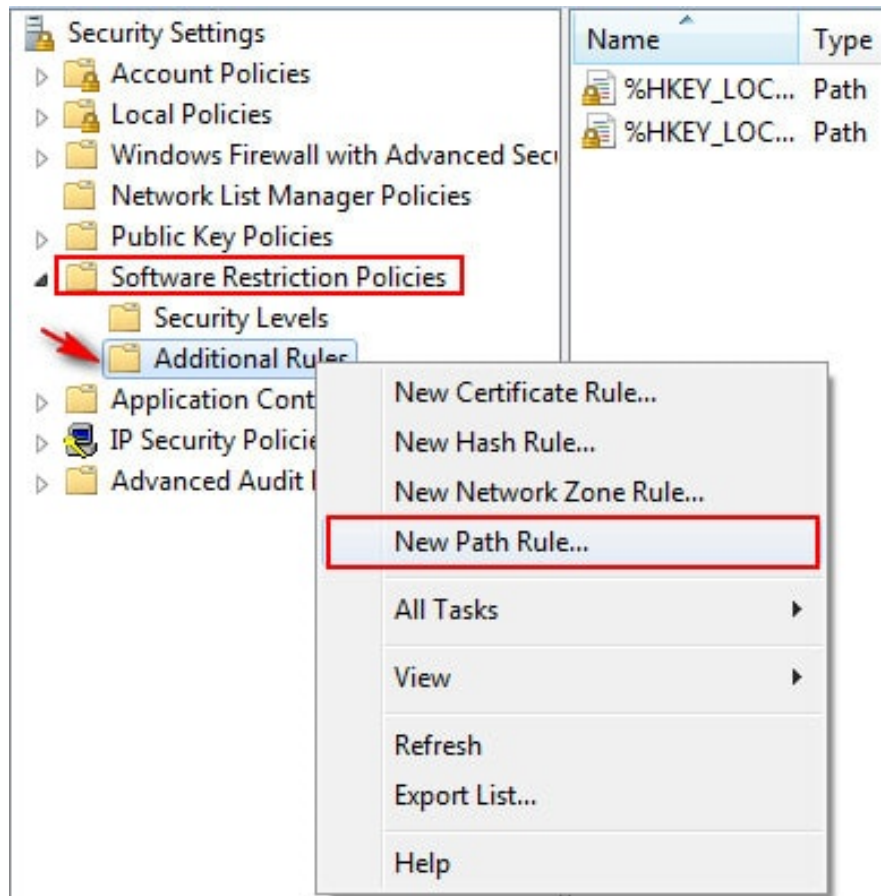 Security Settings
Account Policies
Local Policies
Windows Firewall with Advanced Secu
Network List Manager Policies
Public Key Policies
Software Restriction Policies
Security Levels
Additional Rules
Application Cont
IP Security Policie
Advanced Audit
Name Type
%HKEY_LOC... Path
%HKEY_LOC... Path
New Certificate Rule...
New Hash Rule...
New Network Zone Rule...
New Path Rule...
All Tasks
View
Refresh
Export List...
Help